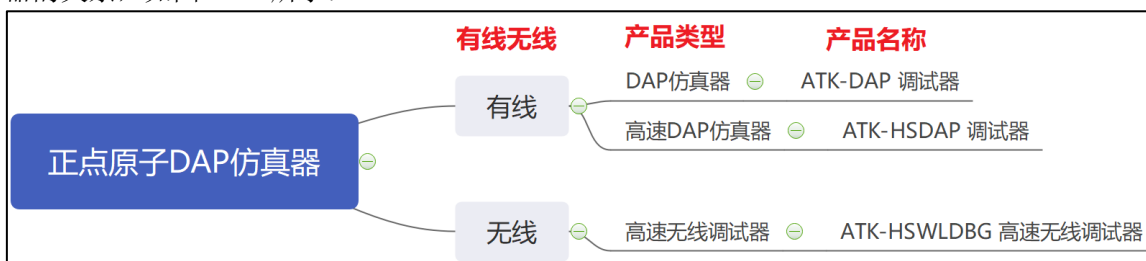 有线无线 产品类型 产品名称
DAP仿真器 ATK-DAP 调试器
有线
高速DAP仿真器 ATK-HSDAP 调试器
正点原子DAP仿真器
无线 高速无线调试器 ATK-HSWLDBG 高速无线调试器